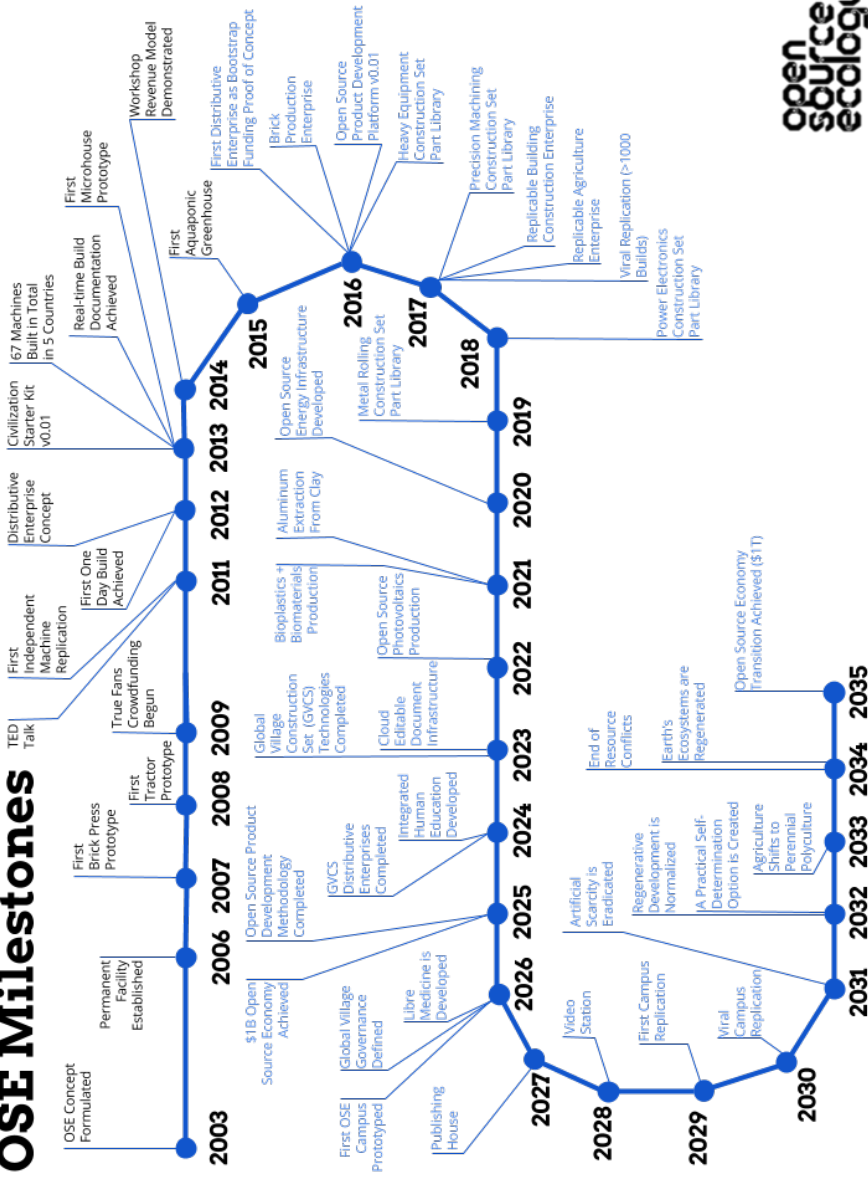 OSE Milestones
OSE Concept
Formulated
2003
Permanent
Facility
Established
2006
First
Brick Press
Prototype
2007
First
Tractor
Prototype
2008
True Fans
Crowdfunding
Begun
2009
TED
Talk
First
Independent
Machine
Replication
2011
First One
Day Build
Achieved
Distributive
Enterprise
Concept
2012
Civilization
Starter Kit
v0.01
67 Machines
Built in Total
in 5 Countries
Real-time Build
Documentation
Achieved
First
Microhouse
Prototype
2013
Workshop
Revenue Model
Demonstrated
2014
First
Aquaponic
Greenhouse
2015
First Distributive
Enterprise as Bootstrap
Funding Proof of Concept
Brick
Production
Enterprise
Open Source
Product Development
Platform v0.01
Heavy Equipment
Construction Set
Part Library
2016
Precision Machining
Construction Set
Part Library
Replicable Building
Construction Enterprise
Replicable Agriculture
Enterprise
Viral Replication (>1000
Builds)
2017
Power Electronics
Construction Set
Part Library
2018
Metal Rolling
Construction Set
Part Library
2019
Open Source
Energy Infrastructure
Developed
2020
Aluminum
Extraction
From Clay
Bioplastics +
Biomaterials
Production
2021
Open Source
Photovoltaics
Production
2022
Global
Village
Construction
Set (GVCS)
Technologies
Completed
Cloud
Editable
Document
Infrastructure
2023
GVCS
Distributive
Enterprises
Completed
Integrated
Human
Education
Developed
2024
Open Source Product
Development
Methodology
Completed
$1B Open
Source Economy
Achieved
2025
Global Village
Governance
Defined
Libre
Medicine is
Developed
First OSE
Campus
Prototyped
2026
Publishing
House
2027
Video
Station
2028
First Campus
Replication
2029
Viral
Campus
Replication
2030
Artificial
Scarcity is
Eradicated
2031
Regenerative
Development is
Normalized
A Practical Self-
Determination
Option is Created
2032
Agriculture
Shifts to
Perennial
Polyculture
2033
End of
Resource
Conflicts
Earth's
Ecosystems are
Regenerated
2034
Open Source Economy
Transition Achieved ($1T)
2035
open
source
ecology